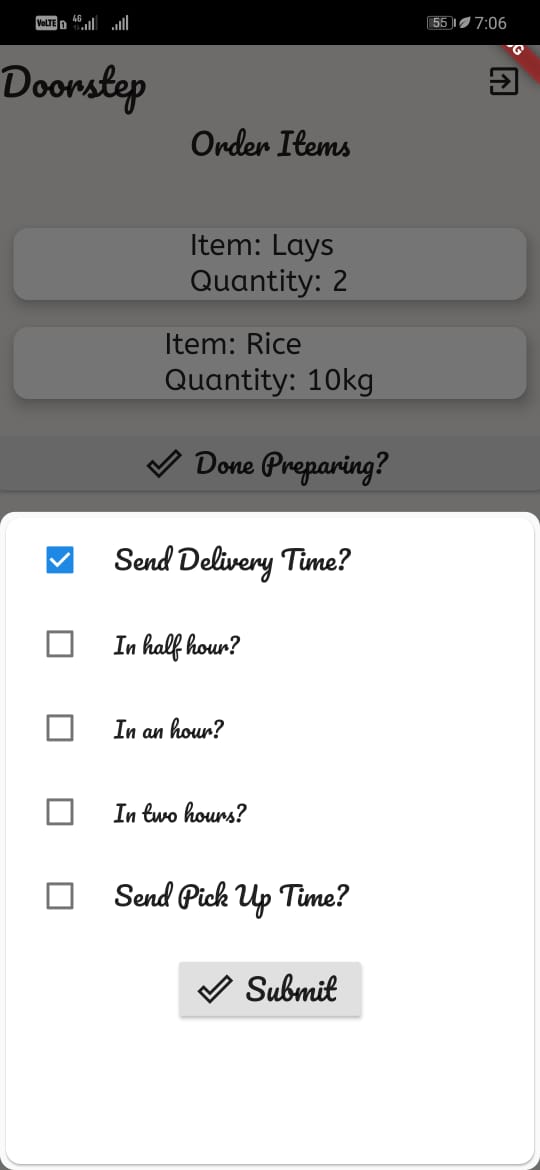 VoLTE 4G 55 7:06
Doorstep
Order Items
Item: Lays
Quantity: 2
Item: Rice
Quantity: 10kg
Done Preparing?
Send Delivery Time?
In half hour?
In an hour?
In two hours?
Send Pick Up Time?
Submit